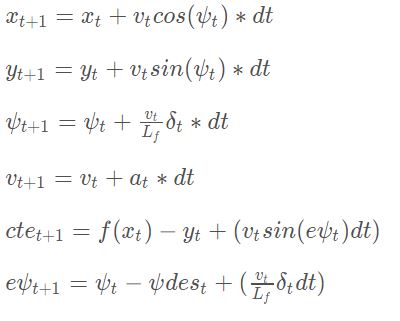 x_{t+1} = x_t + v_t cos(ψ_t) * dt
y_{t+1} = y_t + v_t sin(ψ_t) * dt
ψ_{t+1} = ψ_t + \frac{v_t}{L_f} δ_t * dt
v_{t+1} = v_t + a_t * dt
cte_{t+1} = f(x_t) − y_t + (v_t sin(eψ_t)dt)
eψ_{t+1} = ψ_t − ψdes_t + (\frac{v_t}{L_f} δ_t dt)